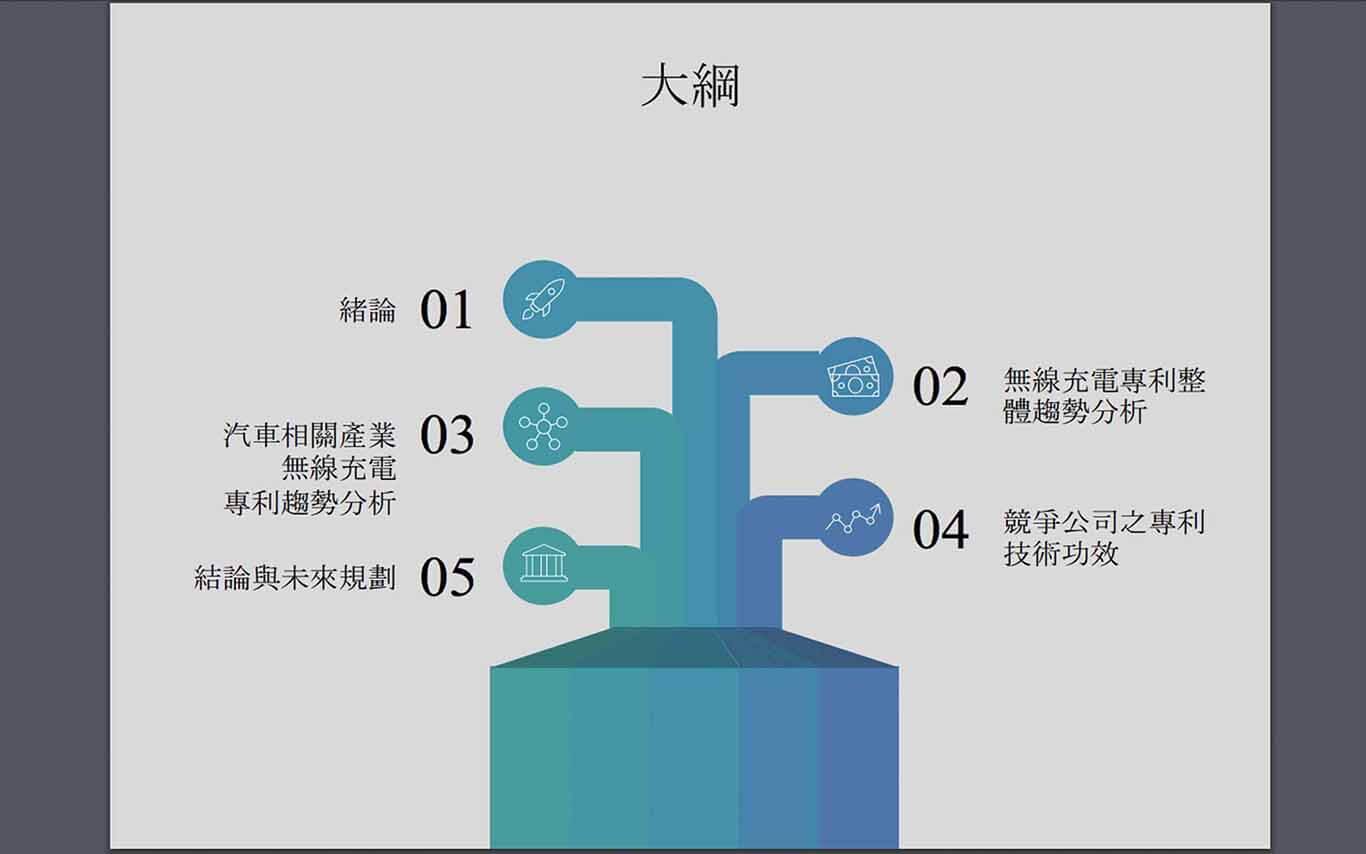 大綱
緒論 01
02 無線充電專利整
體趨勢分析
汽車相關產業 03
無線充電
專利趨勢分析
04 競爭公司之專利
技術功效
結論與未來規劃 05